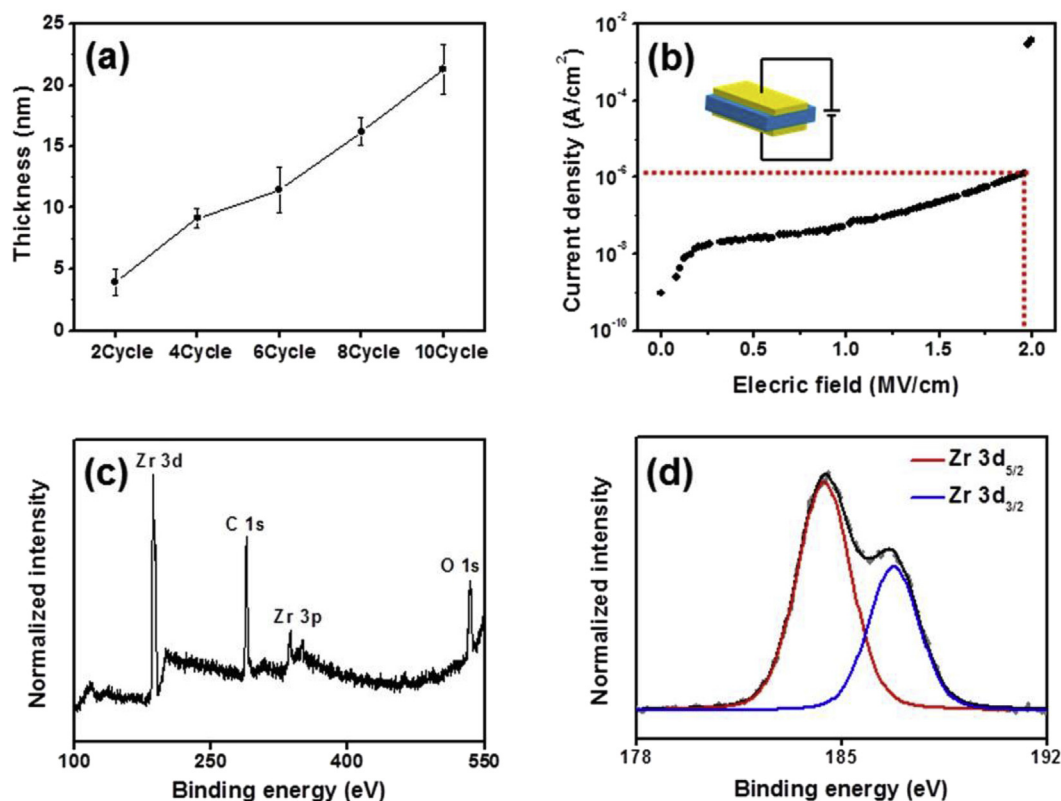 (a)
Thickness (nm)
25
20
15
10
5
0
2Cycle 4Cycle 6Cycle 8Cycle 10Cycle
(b)
Current density (A/cm²)
10⁻²
10⁻⁴
10⁻⁶
10⁻⁸
10⁻¹⁰
0.0 0.5 1.0 1.5 2.0
Elecric field (MV/cm)
(c)
Normalized intensity
Zr 3d
C 1s
Zr 3p
O 1s
100 250 400 550
Binding energy (eV)
(d)
Normalized intensity
Zr 3d₅/₂
Zr 3d₃/₂
178 185 192
Binding energy (eV)